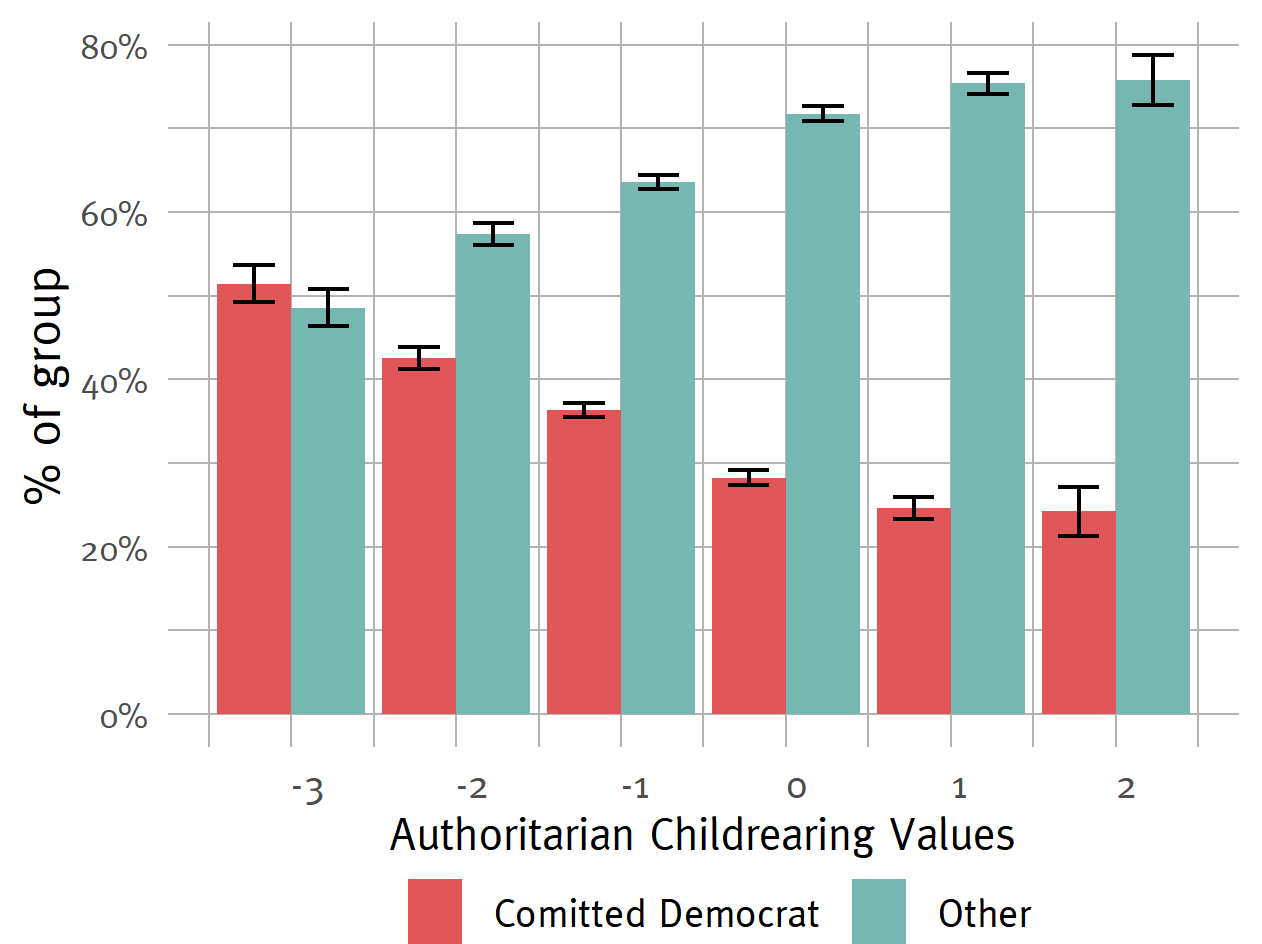 80%
60%
40%
20%
0%
% of group
-3 -2 -1 0 1 2
Authoritarian Childrearing Values
Comitted Democrat Other